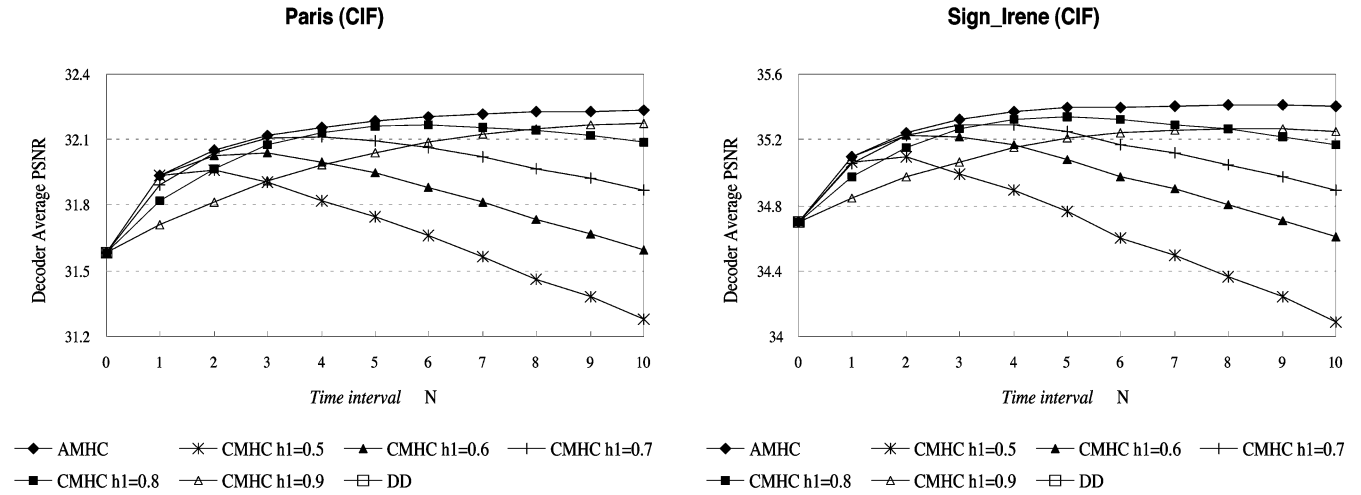 Paris (CIF)
32.4
32.1
31.8
31.5
31.2
Decoder Average PSNR
0 1 2 3 4 5 6 7 8 9 10
Time interval N
AMHC CMHC h1=0.5 CMHC h1=0.6 CMHC h1=0.7
CMHC h1=0.8 CMHC h1=0.9 DD
Sign_Irene (CIF)
35.6
35.2
34.8
34.4
34
Decoder Average PSNR
0 1 2 3 4 5 6 7 8 9 10
Time interval N
AMHC CMHC h1=0.5 CMHC h1=0.6 CMHC h1=0.7
CMHC h1=0.8 CMHC h1=0.9 DD